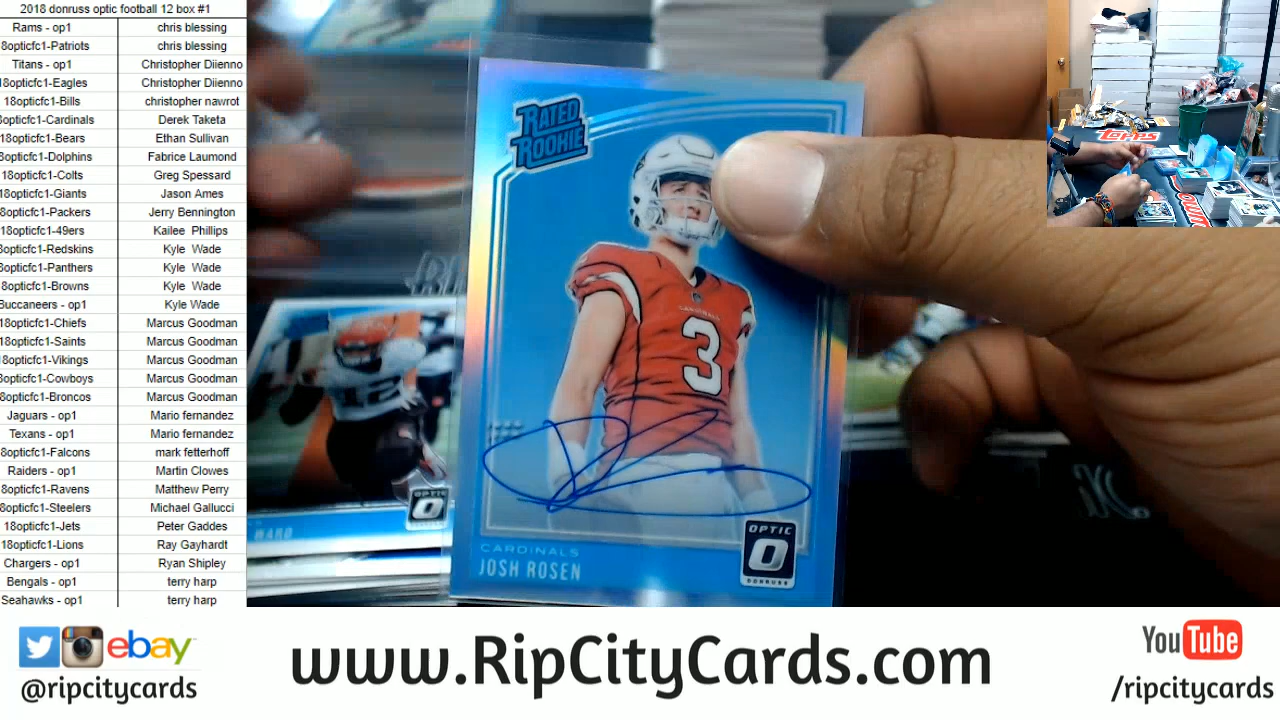 2018 donruss optic football 12 box #1
Rams - op1 chris blessing
8opticfc1-Patriots chris blessing
Titans - op1 Christopher Diienno
18opticfc1-Eagles Christopher Diienno
18opticfc1-Bills christopher nawrot
8opticfc1-Cardinals Derek Taketa
18opticfc1-Bears Ethan Sullivan
8opticfc1-Dolphins Fabrice Laumond
18opticfc1-Colts Greg Spessard
18opticfc1-Giants Jason Ames
8opticfc1-Packers Jerry Bennington
18opticfc1-49ers Kailee Phillips
8opticfc1-Redskins Kyle Wade
8opticfc1-Panthers Kyle Wade
8opticfc1-Browns Kyle Wade
Buccaneers - op1 Kyle Wade
18opticfc1-Chiefs Marcus Goodman
18opticfc1-Saints Marcus Goodman
18opticfc1-Vikings Marcus Goodman
8opticfc1-Cowboys Marcus Goodman
8opticfc1-Broncos Marcus Goodman
Jaguars - op1 Mario fernandez
Texans - op1 Mario fernandez
8opticfc1-Falcons mark fetterhoff
Raiders - op1 Martin Clowes
8opticfc1-Ravens Matthew Perry
8opticfc1-Steelers Michael Gallucci
18opticfc1-Jets Peter Gaddes
18opticfc1-Lions Ray Gayhardt
Chargers - op1 Ryan Shipley
Bengals - op1 terry harp
Seahawks - op1 terry harp
RATED
ROOKIE
CARDINALS
3
OPTIC
DONRUSS
CARDINALS
JOSH ROSEN
OPTIC
WARD
Topps
ebay
@ripcitycards
www.RipCityCards.com
YouTube
/ripcitycards